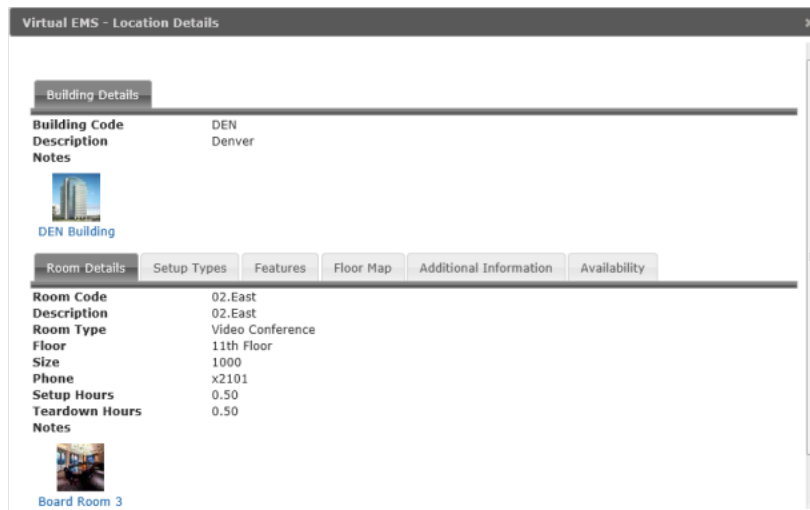 Virtual EMS - Location Details
Building Details
Building Code DEN
Description Denver
Notes
DEN Building
Room Details Setup Types Features Floor Map Additional Information Availability
Room Code 02.East
Description 02.East
Room Type Video Conference
Floor 11th Floor
Size 1000
Phone x2101
Setup Hours 0.50
Teardown Hours 0.50
Notes
Board Room 3